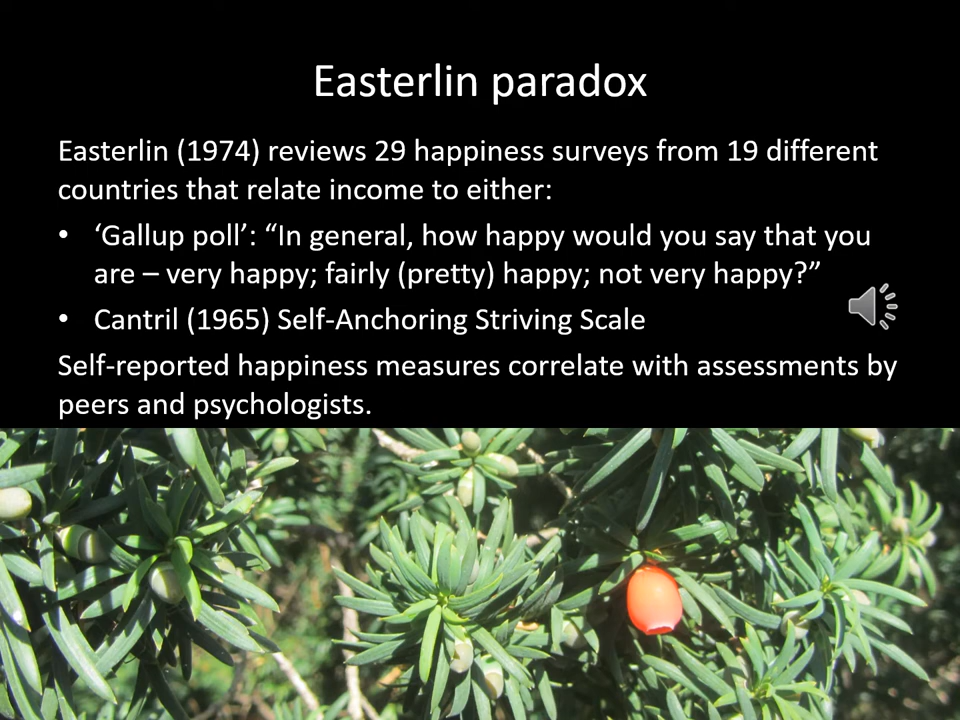 Easterlin paradox
Easterlin (1974) reviews 29 happiness surveys from 19 different
countries that relate income to either:
• ‘Gallup poll’: “In general, how happy would you say that you
are – very happy; fairly (pretty) happy; not very happy?”
• Cantril (1965) Self-Anchoring Striving Scale
Self-reported happiness measures correlate with assessments by
peers and psychologists.